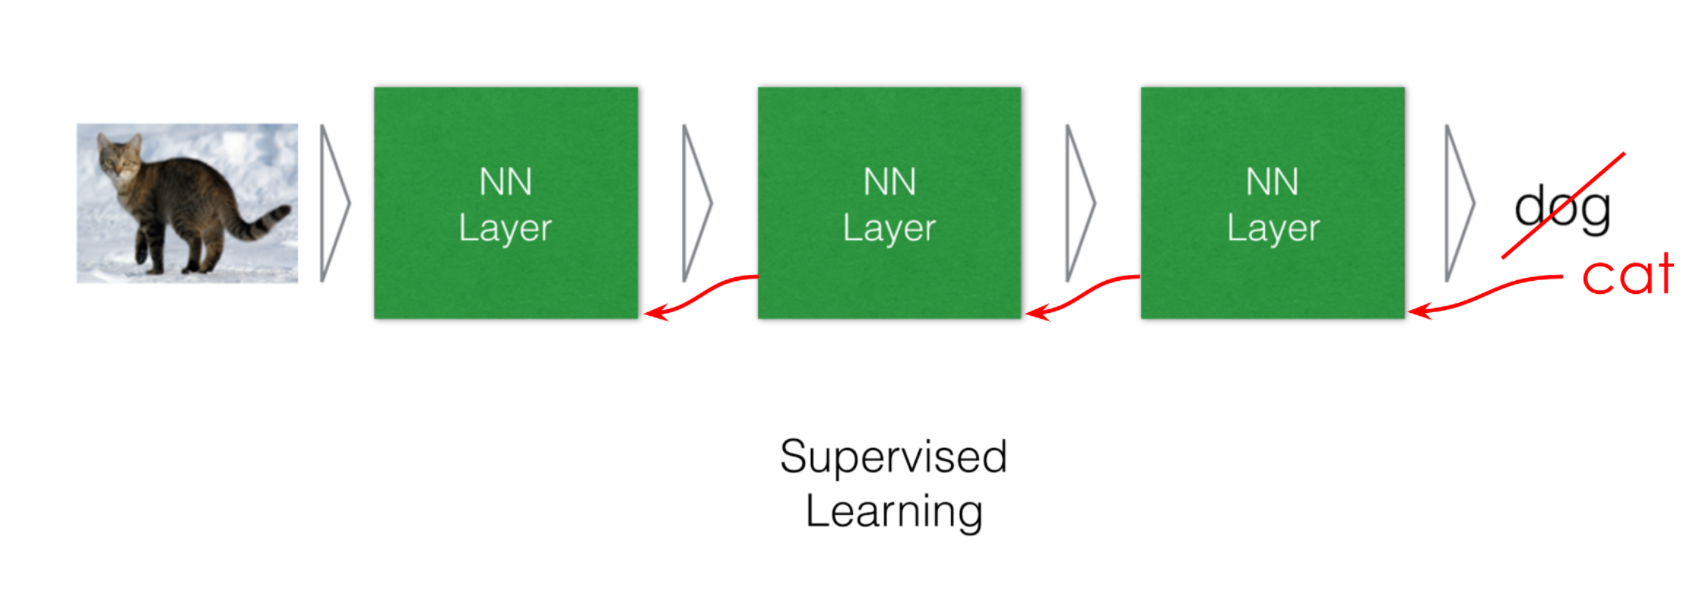 NN
Layer
NN
Layer
NN
Layer
dog
cat
Supervised
Learning